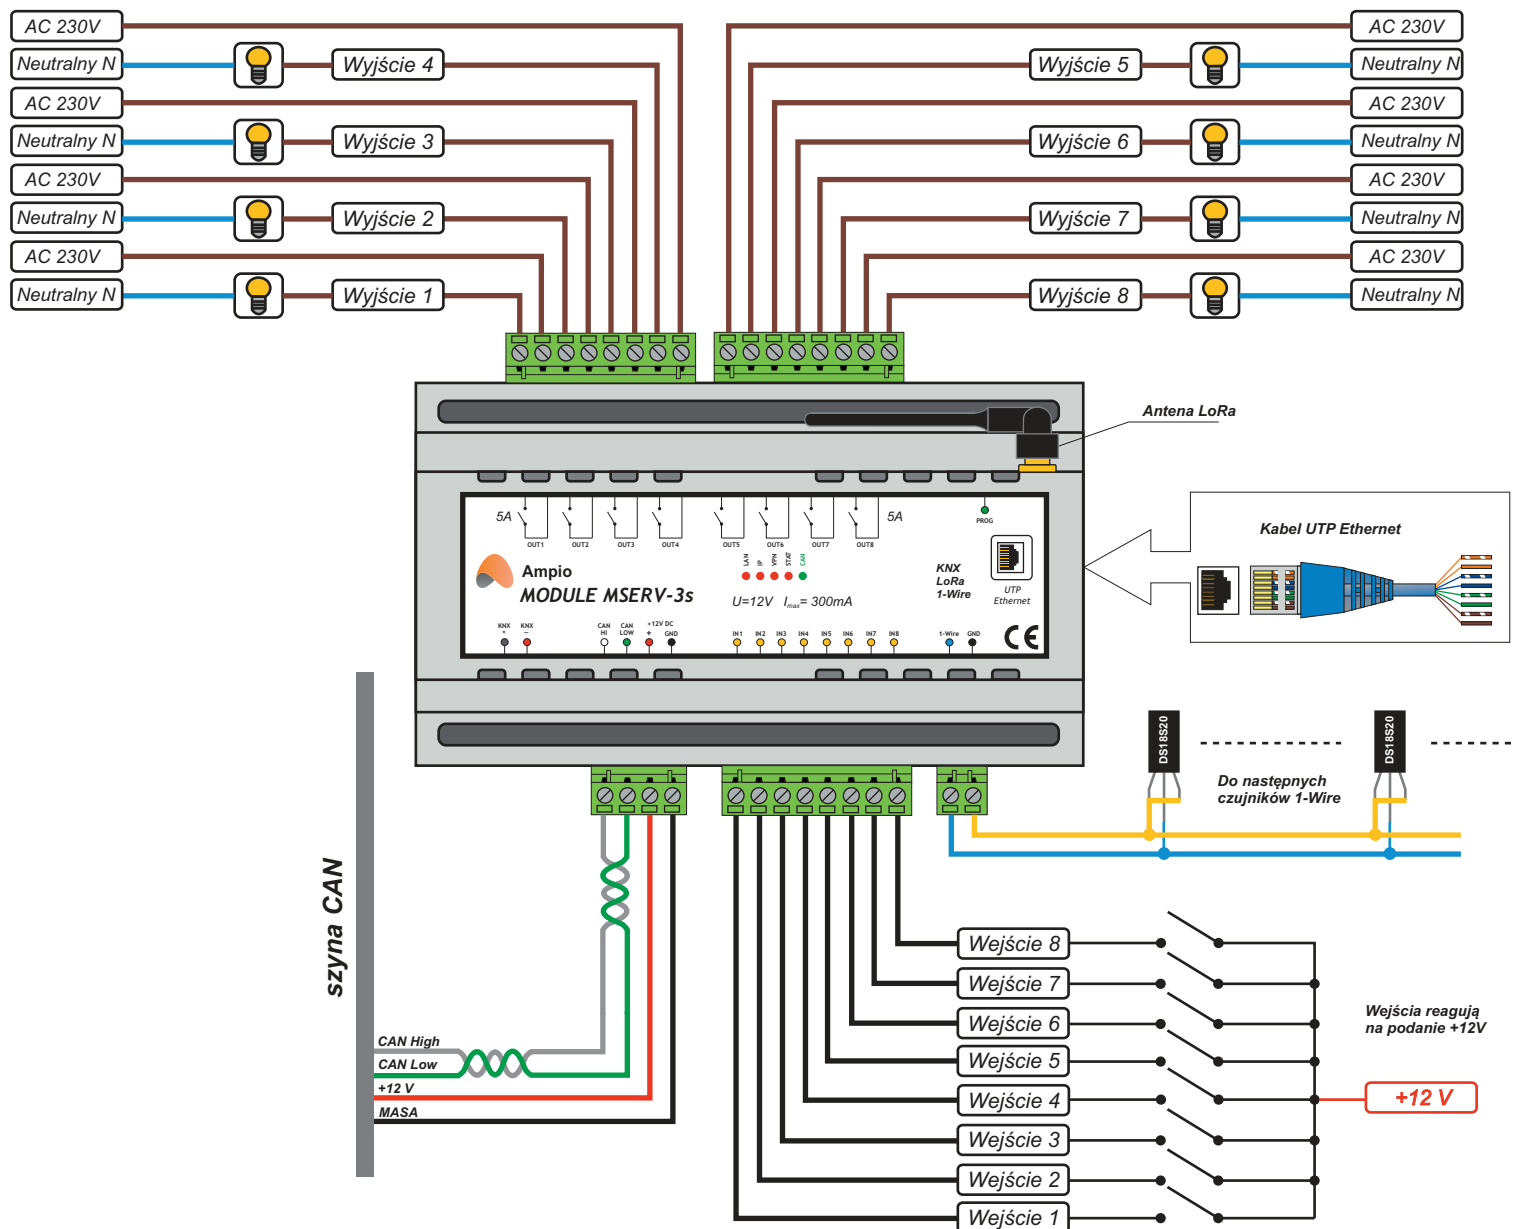 AC 230V
Neutralny N
Wyjście 4
AC 230V
Neutralny N
Wyjście 3
AC 230V
Neutralny N
Wyjście 2
AC 230V
Neutralny N
Wyjście 1
AC 230V
Wyjście 5
Neutralny N
AC 230V
Wyjście 6
Neutralny N
AC 230V
Wyjście 7
Neutralny N
AC 230V
Wyjście 8
Neutralny N
Antena LoRa
5A
OUT1 OUT2 OUT3 OUT4 OUT5 OUT6 OUT7 OUT8
5A
PROG
LAN IP VPN STAT CAN
Ampio
MODULE MSERV-3s
U=12V Imax= 300mA
KNX
LoRa
1-Wire
UTP
Ethernet
KNX +
KNX −
CAN HI
CAN LOW
+12V DC +
GND
IN1 IN2 IN3 IN4 IN5 IN6 IN7 IN8
1-Wire GND
CE
Kabel UTP Ethernet
DS18S20
DS18S20
Do następnych
czujników 1-Wire
szyna CAN
CAN High
CAN Low
+12 V
MASA
Wejście 8
Wejście 7
Wejście 6
Wejście 5
Wejście 4
Wejście 3
Wejście 2
Wejście 1
Wejścia reagują
na podanie +12V
+12 V